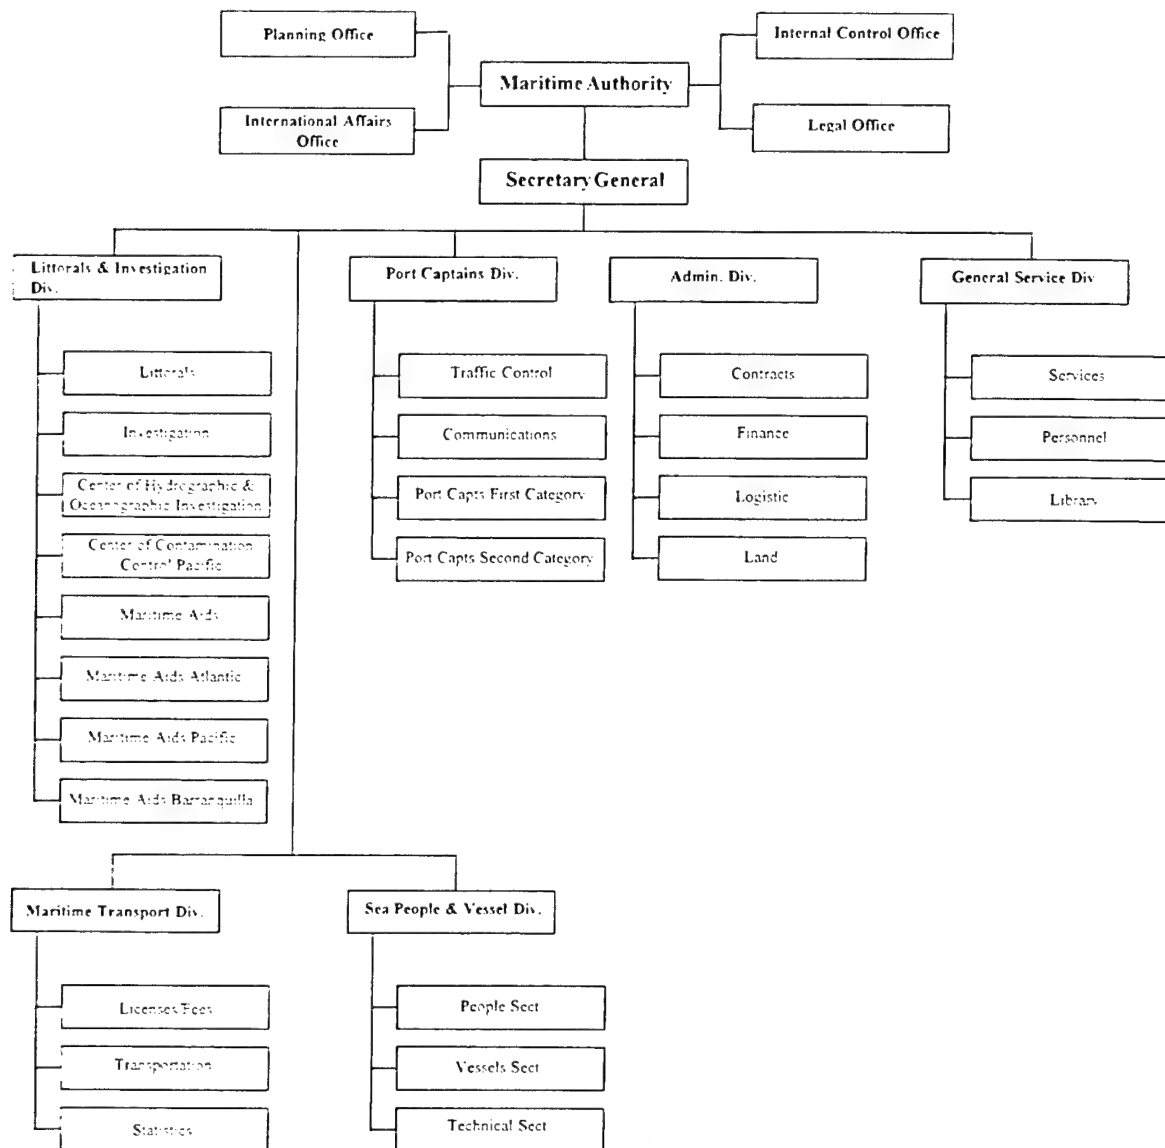 Planning Office
Internal Control Office
Maritime Authority
International Affairs
Office
Legal Office
Secretary General
Littorals & Investigation
Div.
Port Captains Div.
Admin. Div.
General Service Div
Littorals
Investigation
Center of Hydrographic &
Oceanographic Investigation
Center of Contamination
Control Pacific
Maritime Aids
Maritime Aids Atlantic
Maritime Aids Pacific
Maritime Aids Barranquilla
Traffic Control
Communications
Port Capts First Category
Port Capts Second Category
Contracts
Finance
Logistic
Land
Services
Personnel
Library
Maritime Transport Div.
Sea People & Vessel Div.
Licenses/Fees
Transportation
Statistics
People Sect
Vessels Sect
Technical Sect